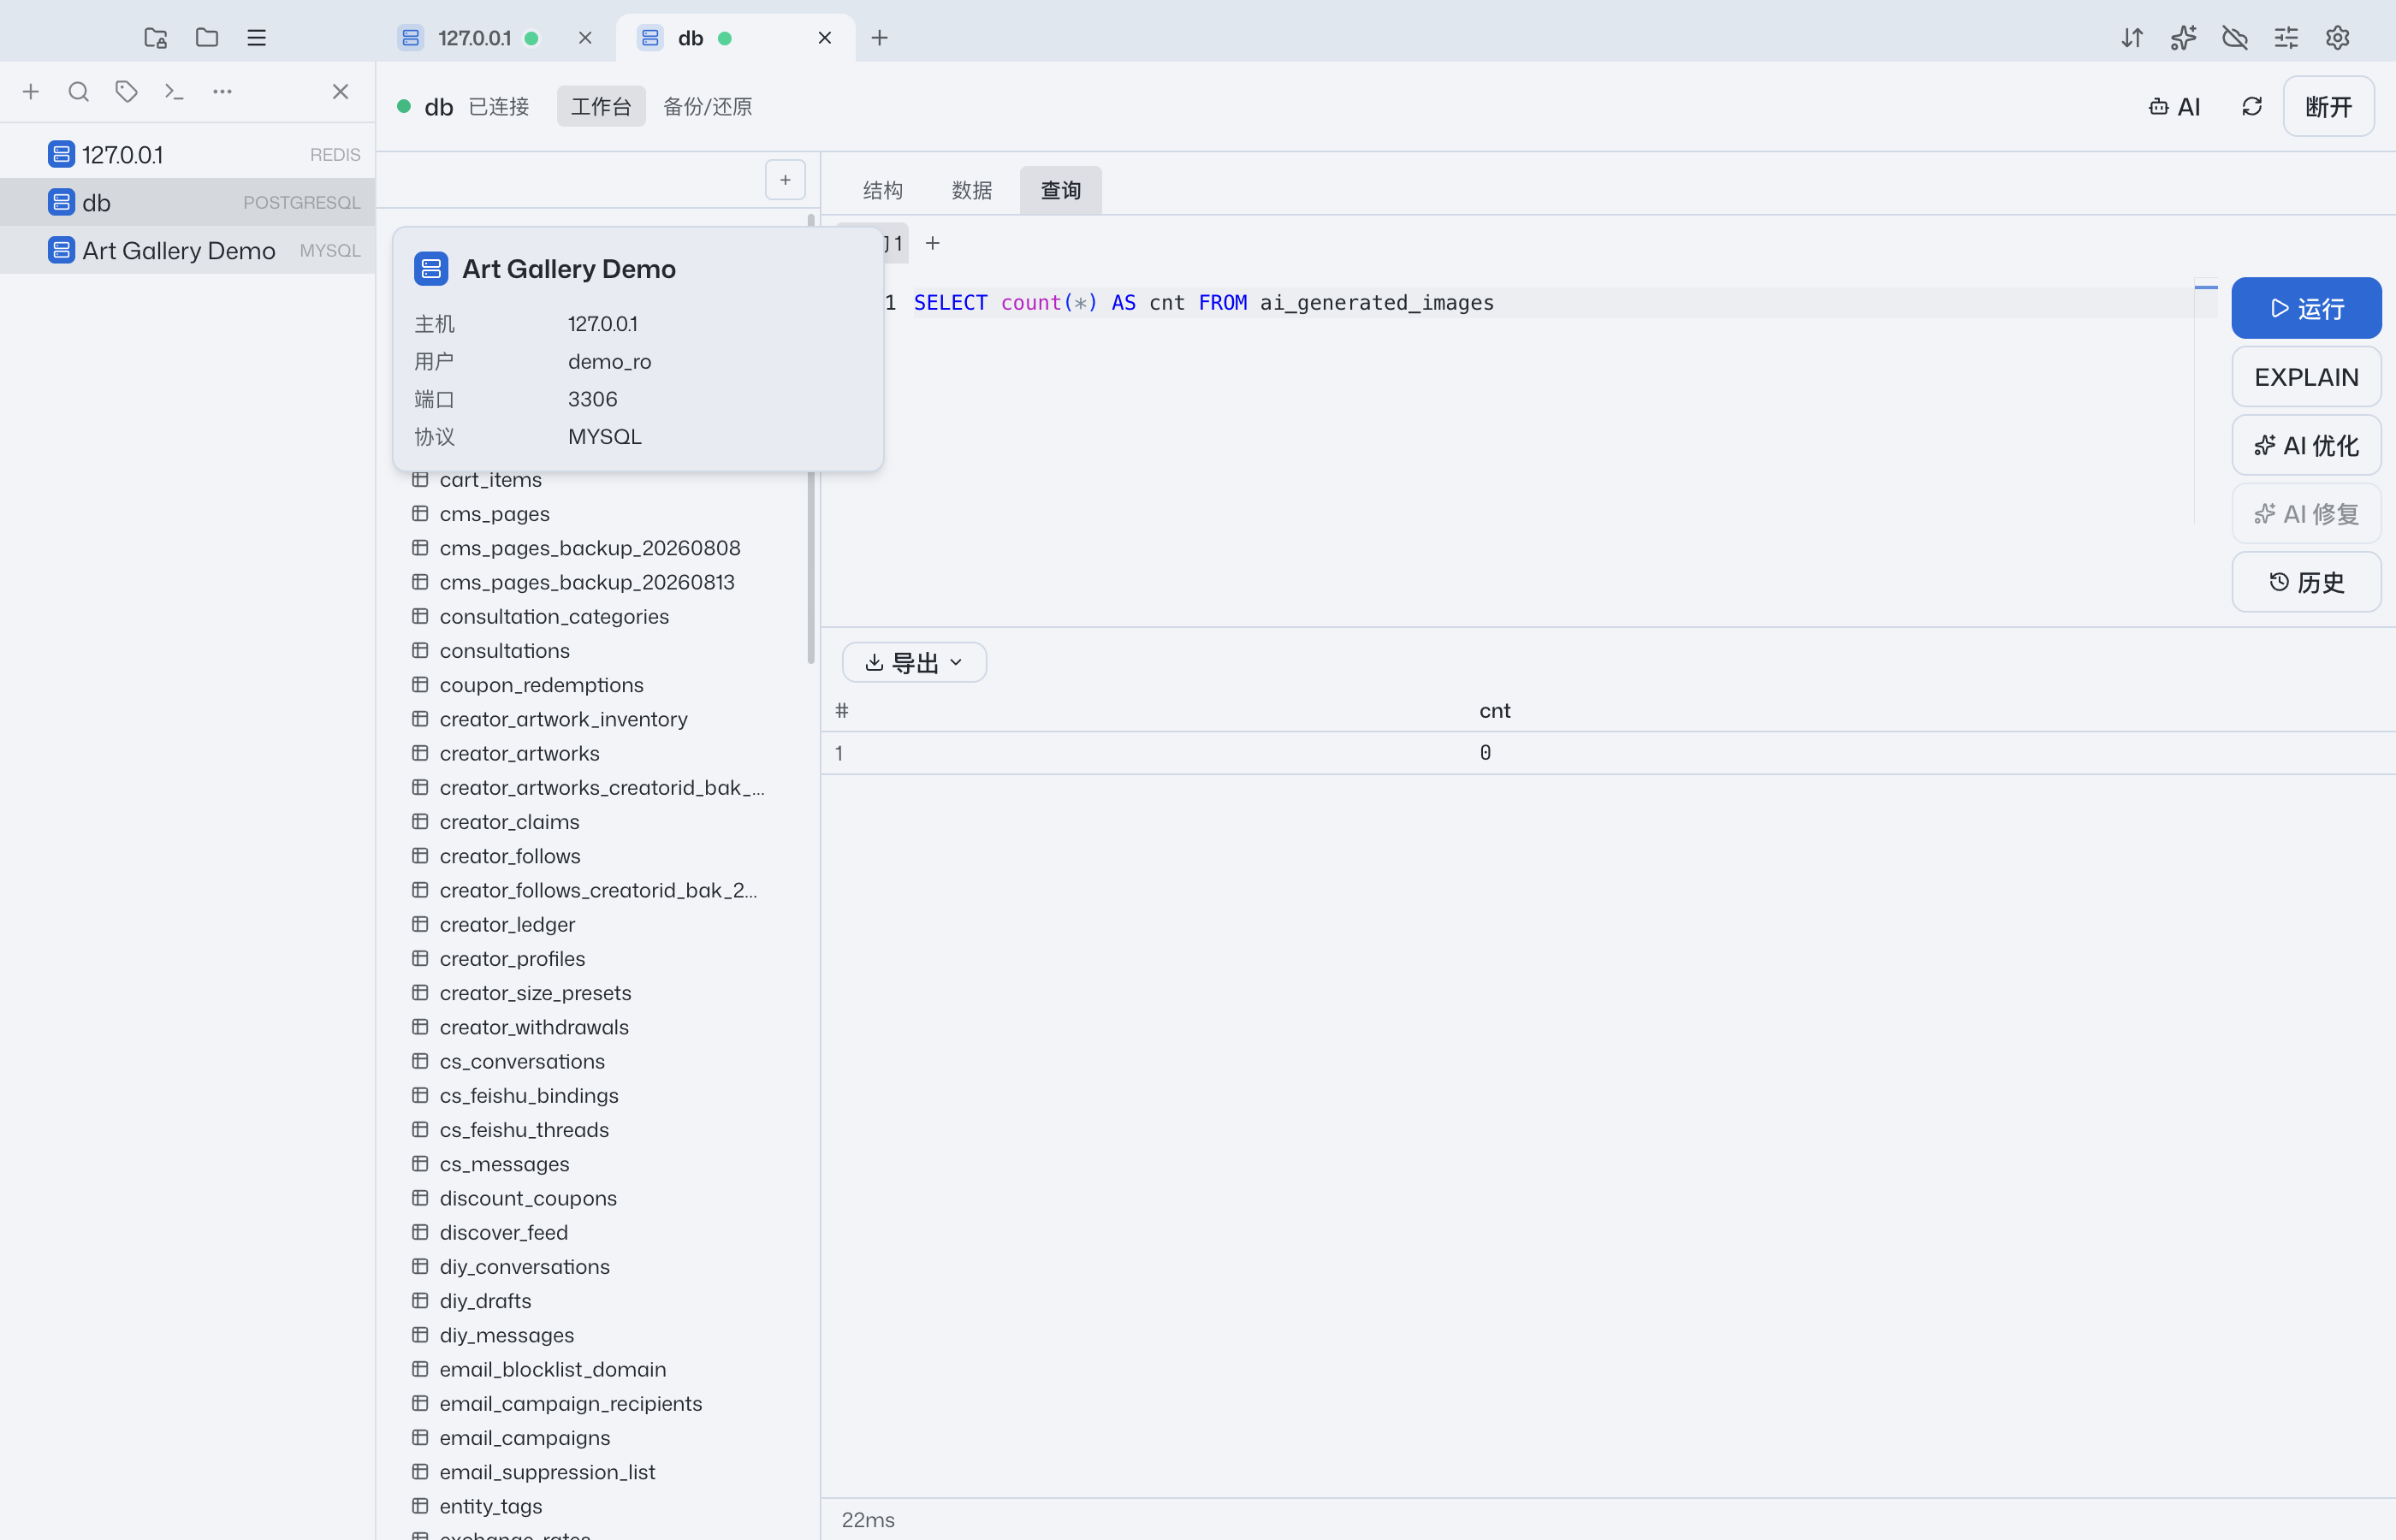 127.0.0.1
db
db 已连接 工作台 备份/还原
AI
断开
127.0.0.1 REDIS
db POSTGRESQL
Art Gallery Demo MYSQL
Art Gallery Demo
主机 127.0.0.1
用户 demo_ro
端口 3306
协议 MYSQL
cart_items
cms_pages
cms_pages_backup_20260808
cms_pages_backup_20260813
consultation_categories
consultations
coupon_redemptions
creator_artwork_inventory
creator_artworks
creator_artworks_creatorid_bak_...
creator_claims
creator_follows
creator_follows_creatorid_bak_2...
creator_ledger
creator_profiles
creator_size_presets
creator_withdrawals
cs_conversations
cs_feishu_bindings
cs_feishu_threads
cs_messages
discount_coupons
discover_feed
diy_conversations
diy_drafts
diy_messages
email_blocklist_domain
email_campaign_recipients
email_campaigns
email_suppression_list
entity_tags
结构 数据 查询
1
1 SELECT count(*) AS cnt FROM ai_generated_images
运行
EXPLAIN
AI 优化
AI 修复
历史
导出
# cnt
1 0
22ms